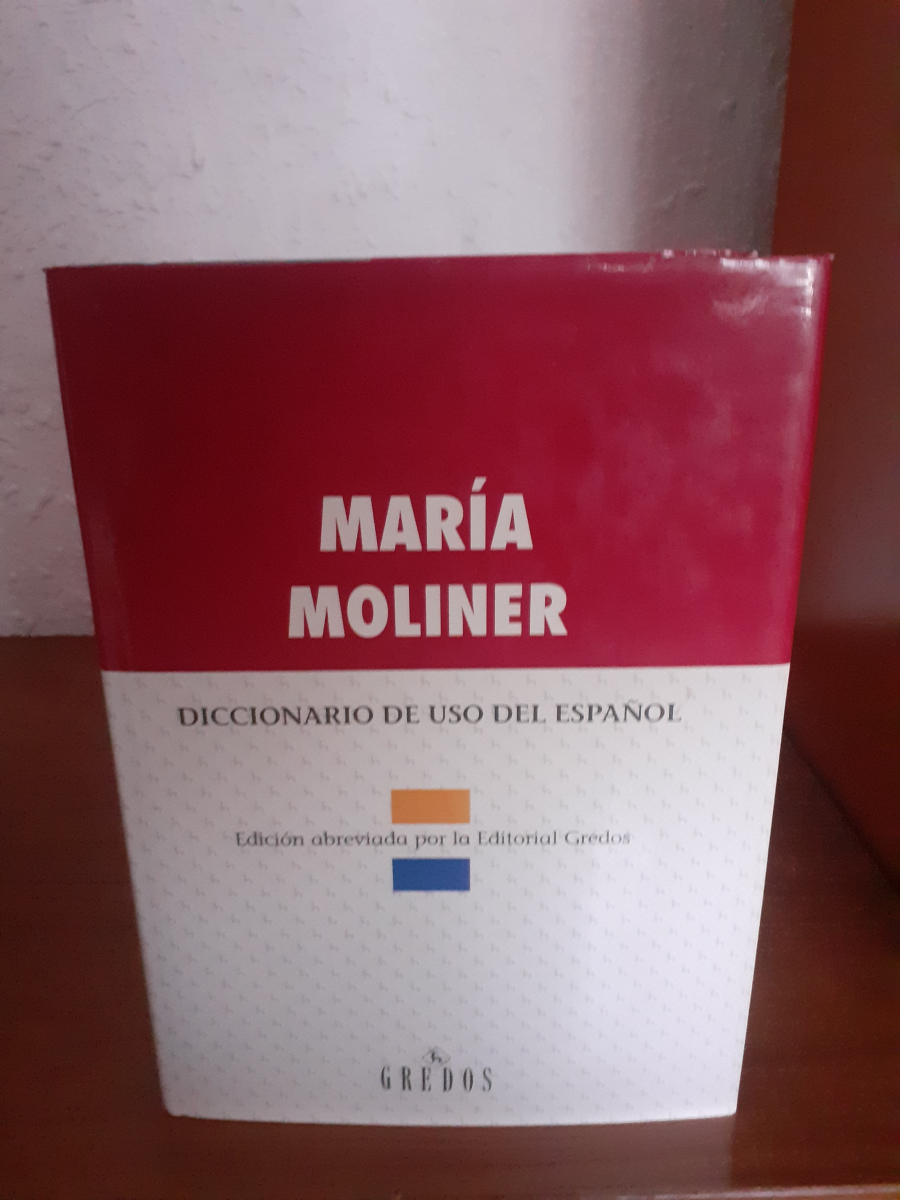 MARÍA
MOLINER
DICCIONARIO DE USO DEL ESPAÑOL
Edición abreviada por la Editorial Gredos
GREDOS